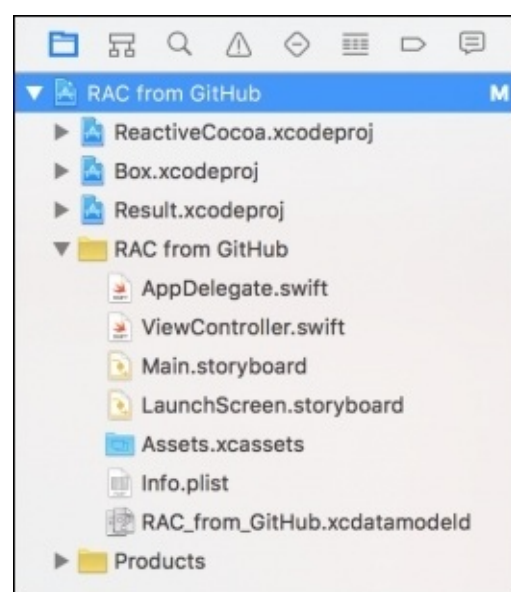 RAC from GitHub M
ReactiveCocoa.xcodeproj
Box.xcodeproj
Result.xcodeproj
RAC from GitHub
AppDelegate.swift
ViewController.swift
Main.storyboard
LaunchScreen.storyboard
Assets.xcassets
Info.plist
RAC_from_GitHub.xcdatamodeld
Products